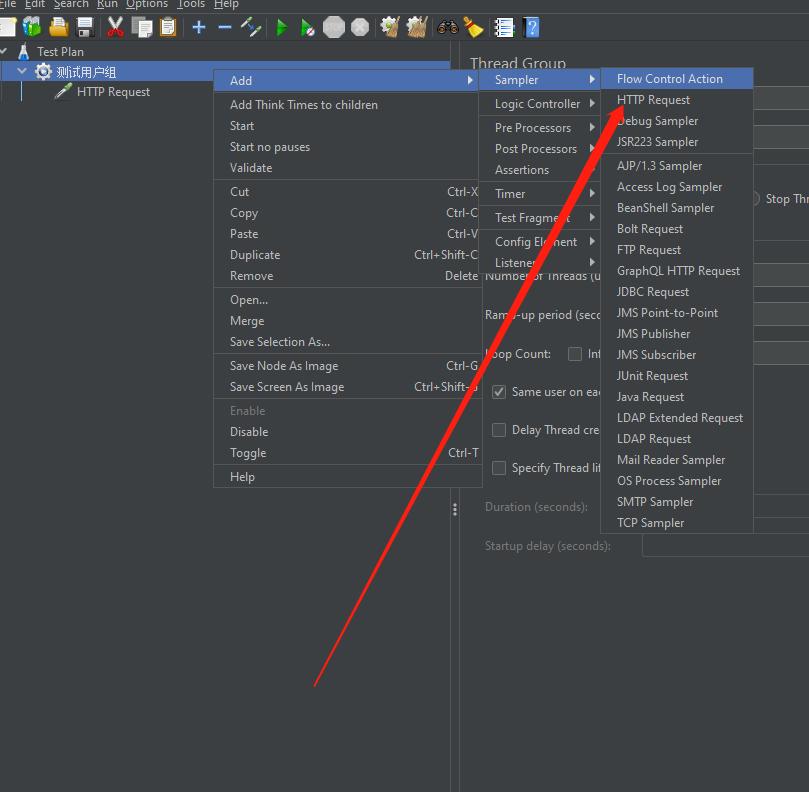 File Edit Search Run Options Tools Help
Test Plan
测试用户组
HTTP Request
Thread Group
Add
Add Think Times to children
Start
Start no pauses
Validate
Cut Ctrl-X
Copy Ctrl-C
Paste Ctrl-V
Duplicate Ctrl+Shift-C
Remove Delete
Open...
Merge
Save Selection As...
Save Node As Image Ctrl-G
Save Screen As Image Ctrl+Shift-G
Enable
Disable
Toggle Ctrl-T
Help
Sampler
Logic Controller
Pre Processors
Post Processors
Assertions
Timer
Test Fragment
Config Element
Listener
Flow Control Action
HTTP Request
Debug Sampler
JSR223 Sampler
AJP/1.3 Sampler
Access Log Sampler
BeanShell Sampler
Bolt Request
FTP Request
GraphQL HTTP Request
JDBC Request
JMS Point-to-Point
JMS Publisher
JMS Subscriber
JUnit Request
Java Request
LDAP Extended Request
LDAP Request
Mail Reader Sampler
OS Process Sampler
SMTP Sampler
TCP Sampler
Stop Thr
Number of Threads (u
Ramp-up period (seco
Loop Count: Inf
Same user on eac
Delay Thread crea
Specify Thread lif
Duration (seconds):
Startup delay (seconds):